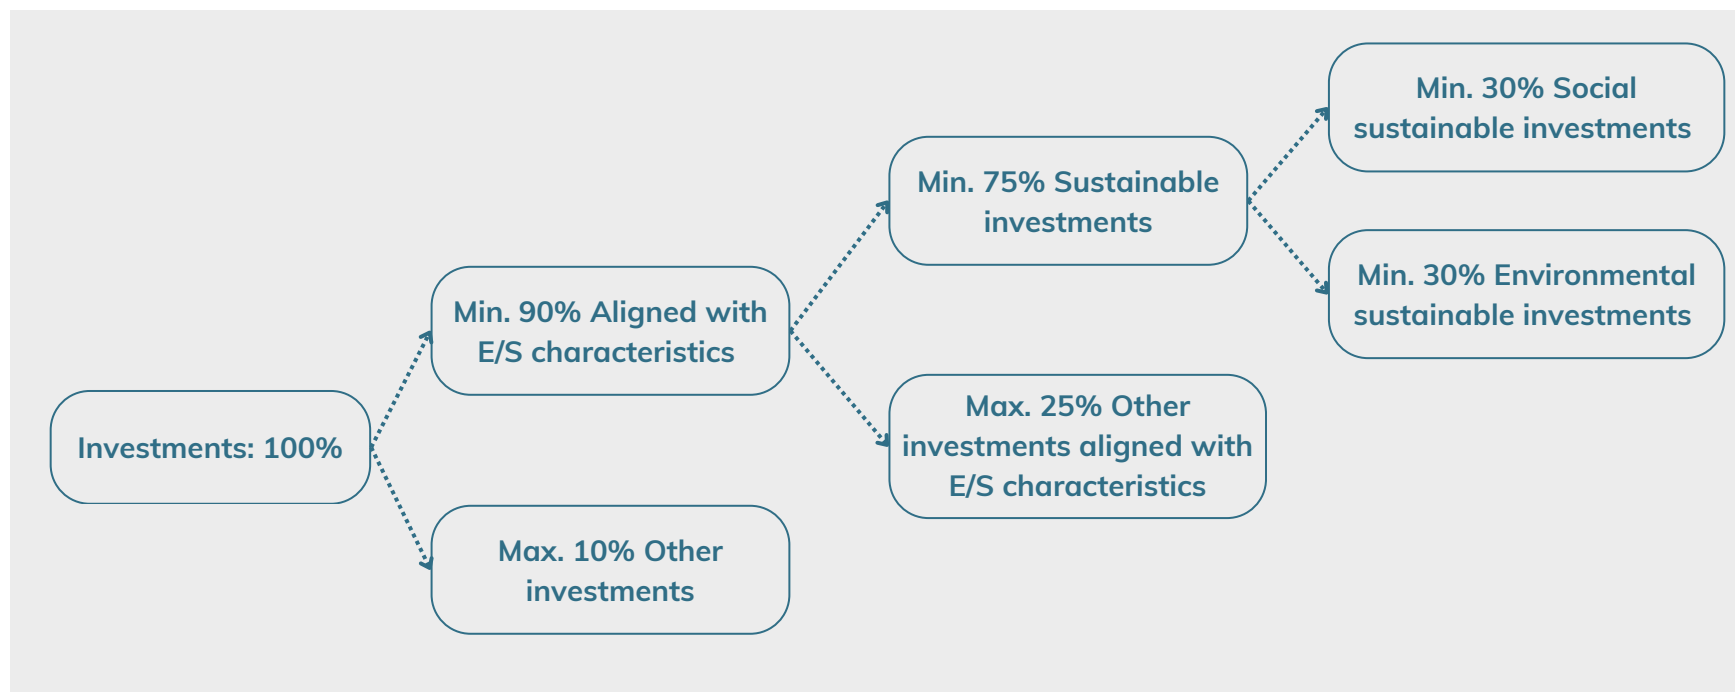 Investments: 100%
Min. 90% Aligned with
E/S characteristics
Max. 10% Other
investments
Min. 75% Sustainable
investments
Max. 25% Other
investments aligned with
E/S characteristics
Min. 30% Social
sustainable investments
Min. 30% Environmental
sustainable investments